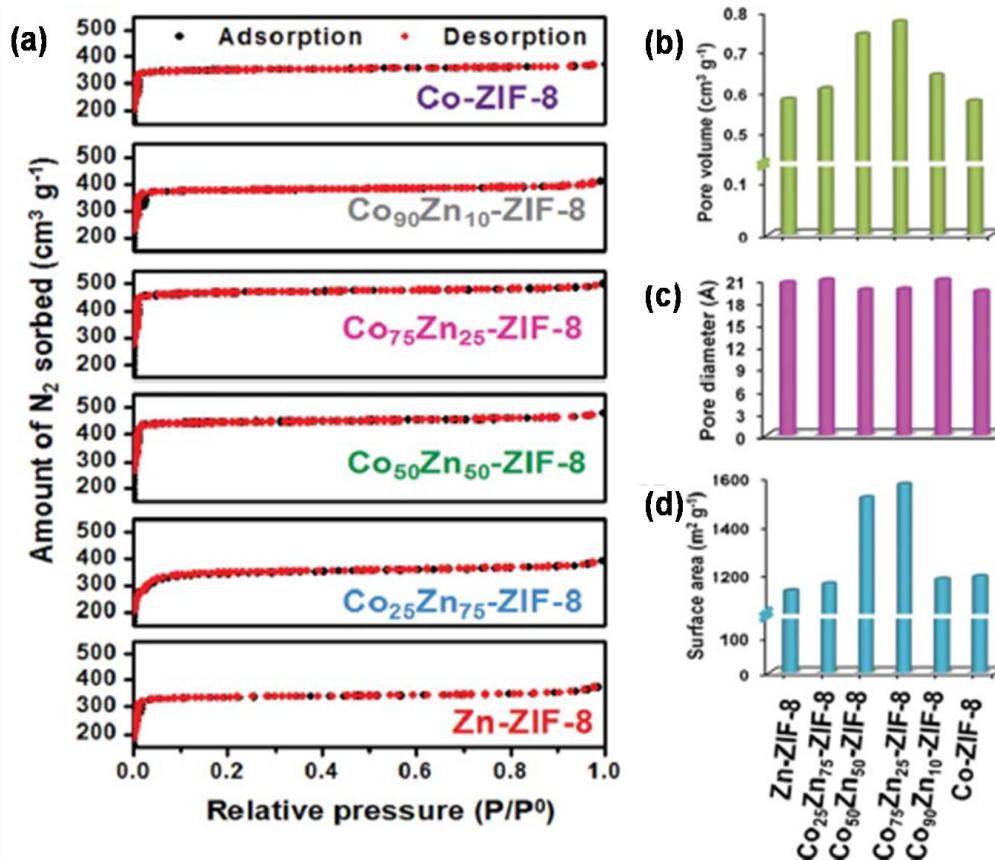 (a)
Adsorption
Desorption
Amount of N₂ sorbed (cm³ g⁻¹)
500
400
300
200
Co-ZIF-8
500
400
300
200
Co₉₀Zn₁₀-ZIF-8
500
400
300
200
Co₇₅Zn₂₅-ZIF-8
500
400
300
200
Co₅₀Zn₅₀-ZIF-8
500
400
300
200
Co₂₅Zn₇₅-ZIF-8
500
400
300
200
Zn-ZIF-8
0.0 0.2 0.4 0.6 0.8 1.0
Relative pressure (P/P⁰)
(b)
Pore volume (cm³ g⁻¹)
0.8
0.7
0.6
0.5
0.1
0
(c)
Pore diameter (Å)
21
18
15
12
9
6
3
0
(d)
Surface area (m² g⁻¹)
1600
1400
1200
100
0
Zn-ZIF-8
Co₂₅Zn₇₅-ZIF-8
Co₅₀Zn₅₀-ZIF-8
Co₇₅Zn₂₅-ZIF-8
Co₉₀Zn₁₀-ZIF-8
Co-ZIF-8